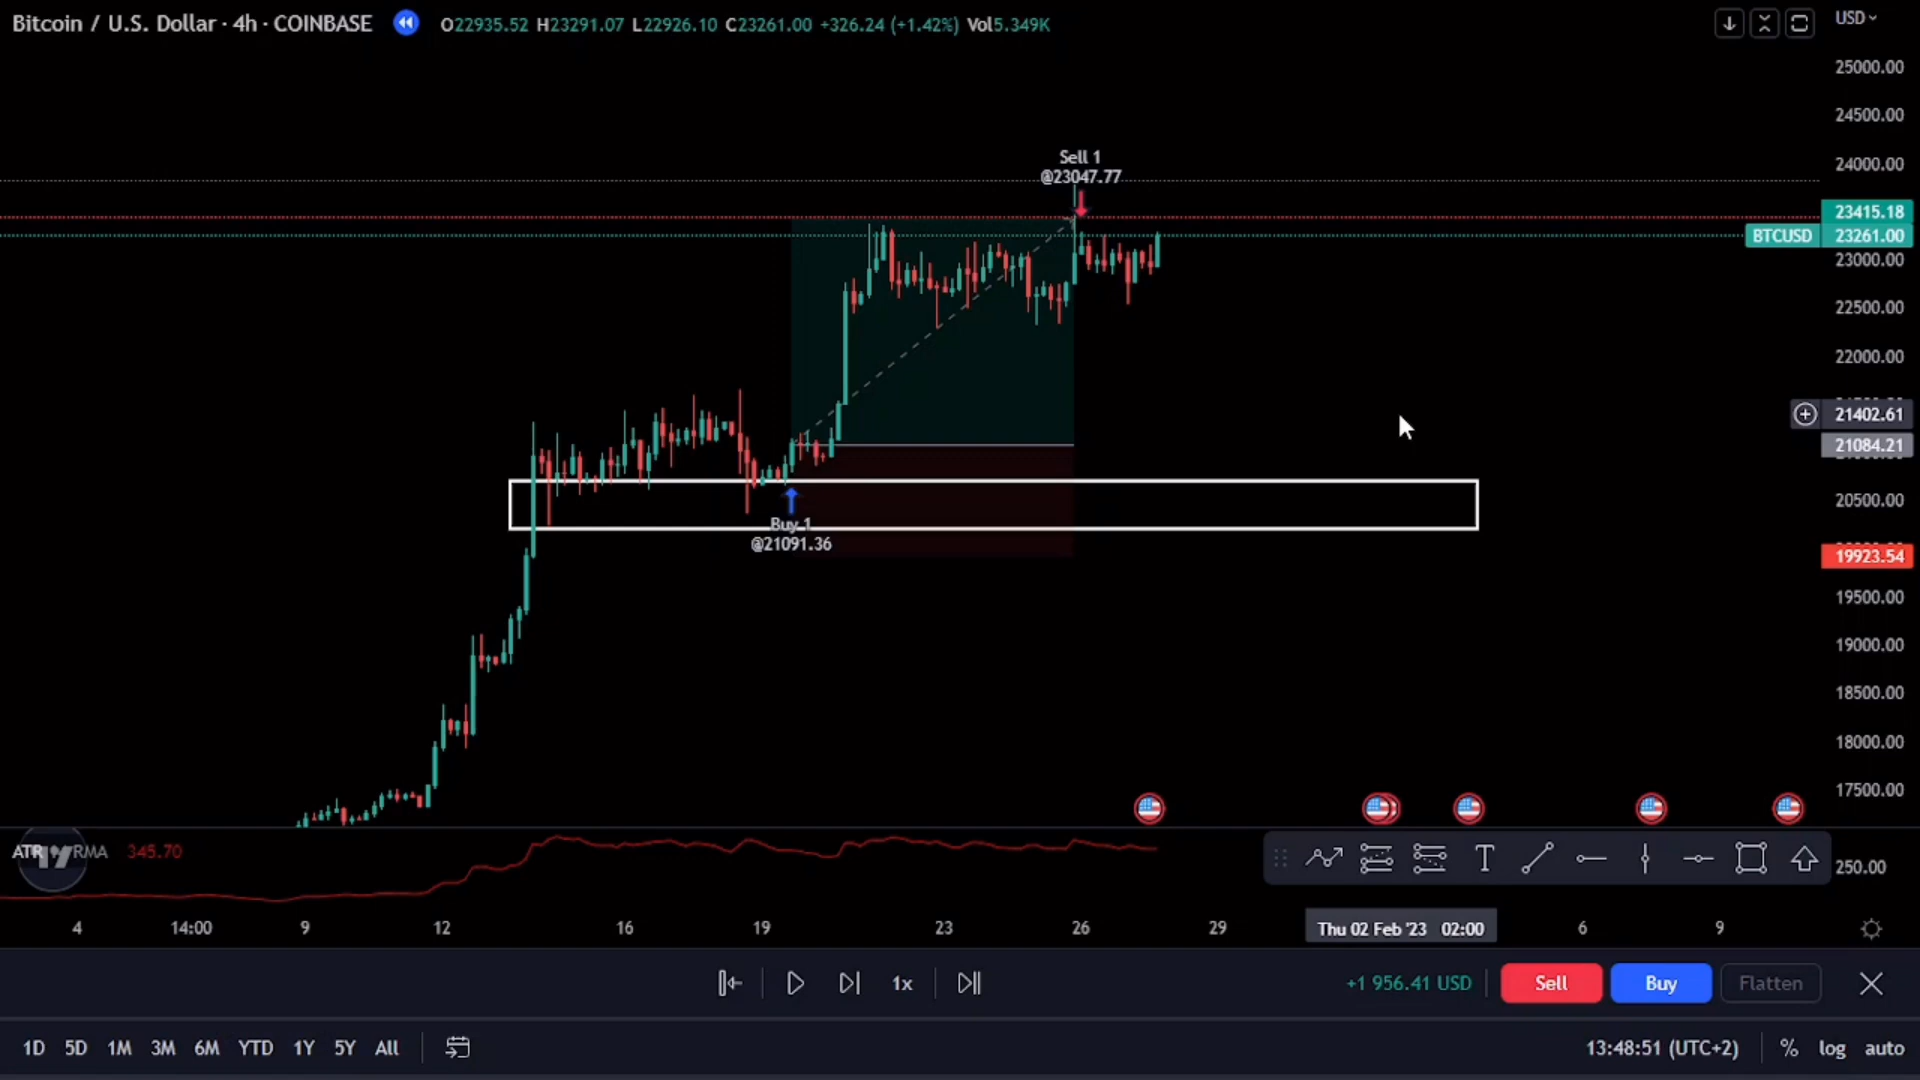 Bitcoin / U.S. Dollar · 4h · COINBASE
O22935.52 H23291.07 L22926.10 C23261.00 +326.24 (+1.42%) Vol5.349K
USD
25000.00
24500.00
24000.00
Sell 1
@23047.77
23415.18
BTCUSD 23261.00
23000.00
22500.00
22000.00
21402.61
21084.21
20500.00
Buy 1
@21091.36
19923.54
19500.00
19000.00
18500.00
18000.00
17500.00
ATR RMA 345.70
250.00
4 14:00 9 12 16 19 23 26 29 Thu 02 Feb '23 02:00 6 9
1x +1 956.41 USD Sell Buy Flatten
1D 5D 1M 3M 6M YTD 1Y 5Y All 13:48:51 (UTC+2) % log auto